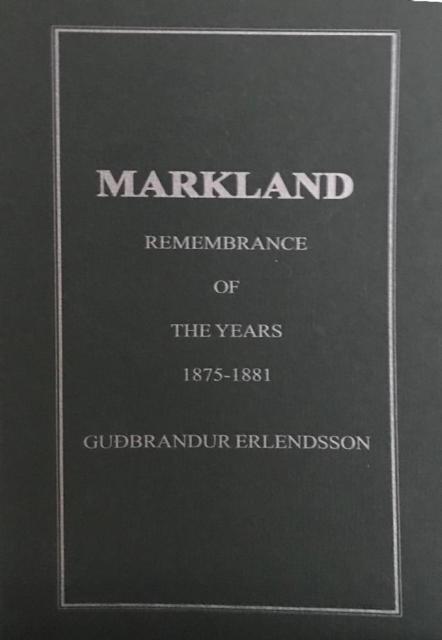 MARKLAND
REMEMBRANCE
OF
THE YEARS
1875-1881
GUÐBRANDUR ERLENDSSON